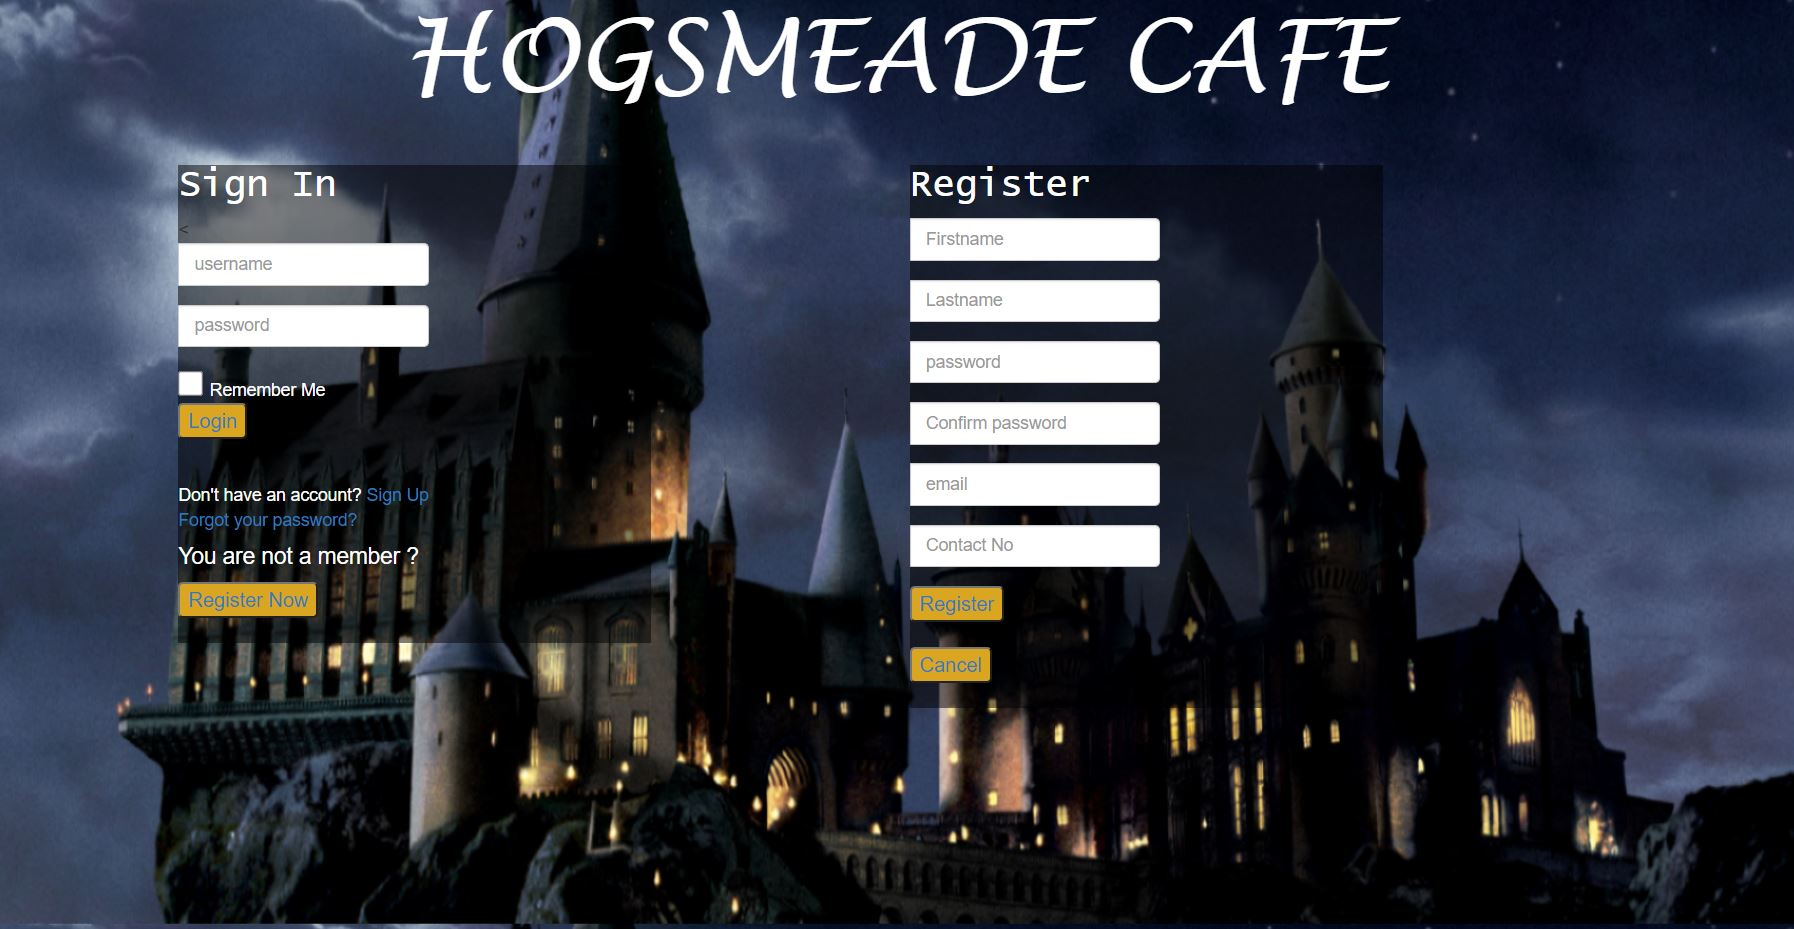 HOGSMEADE CAFE
Sign In
<
username
password
Remember Me
Login
Don't have an account? Sign Up
Forgot your password?
You are not a member ?
Register Now
Register
Firstname
Lastname
password
Confirm password
email
Contact No
Register
Cancel